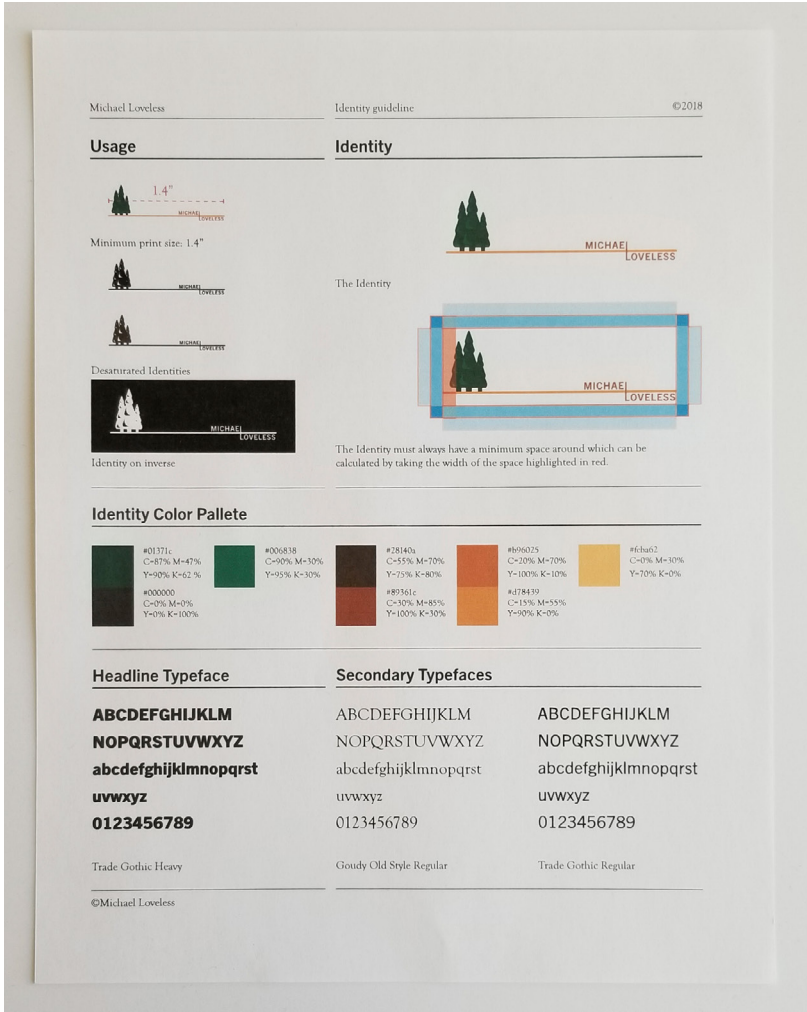 Michael Loveless
Identity guideline
©2018
Usage
1.4"
MICHAEL
LOVELESS
Minimum print size: 1.4"
MICHAEL
LOVELESS
MICHAEL
LOVELESS
Desaturated Identities
MICHAEL
LOVELESS
Identity on inverse
Identity
MICHAEL
LOVELESS
The Identity
MICHAEL
LOVELESS
The Identity must always have a minimum space around which can be
calculated by taking the width of the space highlighted in red.
Identity Color Pallete
#01371c
C=87% M=47%
Y=90% K=62 %
#000000
C=0% M=0%
Y=0% K=100%
#006838
C=90% M=30%
Y=95% K=30%
#28140a
C=55% M=70%
Y=75% K=80%
#89361c
C=30% M=85%
Y=100% K=30%
#b96025
C=20% M=70%
Y=100% K=10%
#d78439
C=15% M=55%
Y=90% K=0%
#fcba62
C=0% M=30%
Y=70% K=0%
Headline Typeface
ABCDEFGHIJKLM
NOPQRSTUVWXYZ
abcdefghijklmnopqrst
uvwxyz
0123456789
Trade Gothic Heavy
Secondary Typefaces
ABCDEFGHIJKLM
NOPQRSTUVWXYZ
abcdefghijklmnopqrst
uvwxyz
0123456789
Goudy Old Style Regular
ABCDEFGHIJKLM
NOPQRSTUVWXYZ
abcdefghijklmnopqrst
uvwxyz
0123456789
Trade Gothic Regular
©Michael Loveless